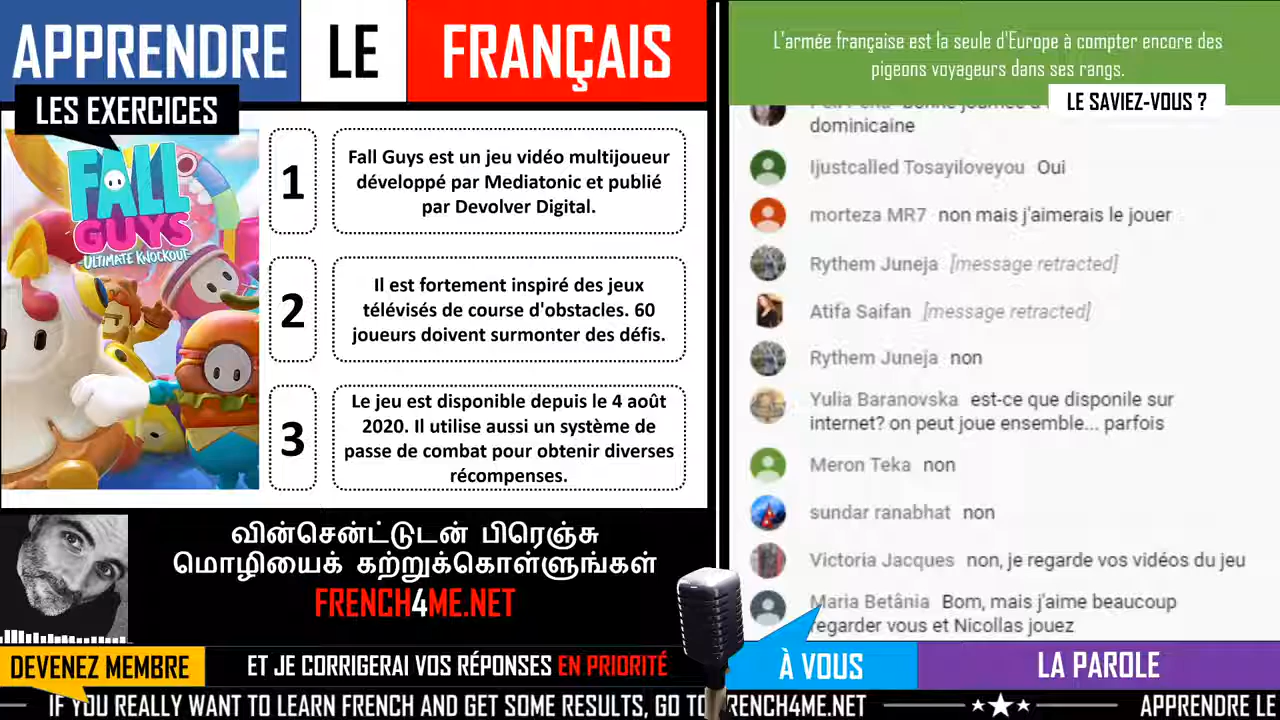 APPRENDRE LE FRANÇAIS
LES EXERCICES
FALL
GUYS
ULTIMATE KNOCKOUT
1
Fall Guys est un jeu vidéo multijoueur
développé par Mediatonic et publié
par Devolver Digital.
2
Il est fortement inspiré des jeux
télévisés de course d'obstacles. 60
joueurs doivent surmonter des défis.
3
Le jeu est disponible depuis le 4 août
2020. Il utilise aussi un système de
passe de combat pour obtenir diverses
récompenses.
வின்சென்ட்டுடன் பிரெஞ்சு
மொழியைக் கற்றுக்கொள்ளுங்கள்
FRENCH4ME.NET
DEVENEZ MEMBRE
ET JE CORRIGERAI VOS RÉPONSES EN PRIORITÉ
L'armée française est la seule d'Europe à compter encore des
pigeons voyageurs dans ses rangs.
LE SAVIEZ-VOUS ?
dominicaine
Ijustcalled Tosayiloveyou Oui
morteza MR7 non mais j'aimerais le jouer
Rythem Juneja [message retracted]
Atifa Saifan [message retracted]
Rythem Juneja non
Yulia Baranovska est-ce que disponile sur
internet? on peut joue ensemble... parfois
Meron Teka non
sundar ranabhat non
Victoria Jacques non, je regarde vos vidéos du jeu
Maria Betânia Bom, mais j'aime beaucoup
regarder vous et Nicollas jouez
À VOUS
LA PAROLE
IF YOU REALLY WANT TO LEARN FRENCH AND GET SOME RESULTS, GO TO FRENCH4ME.NET APPRENDRE LE